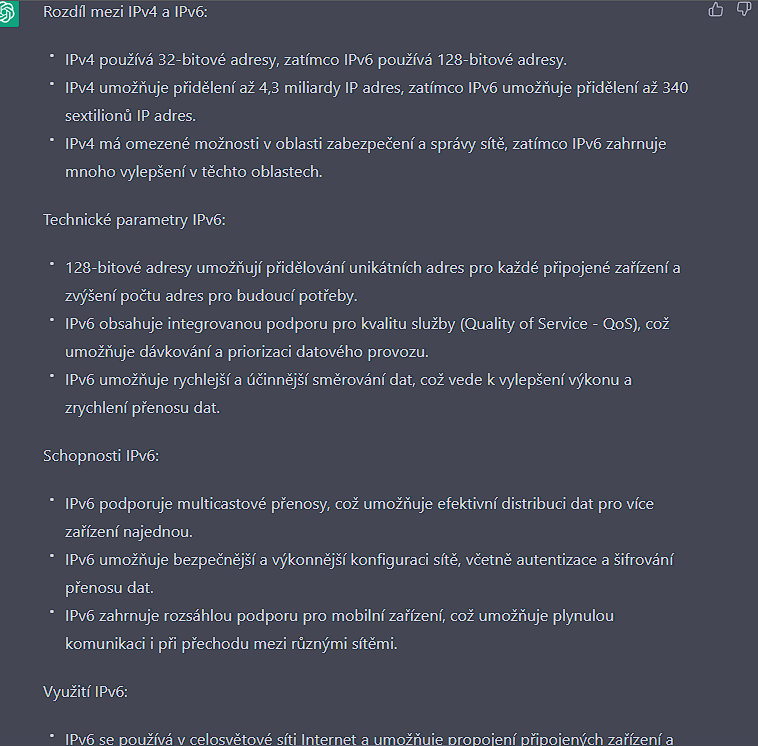 Rozdíl mezi IPv4 a IPv6:
IPv4 používá 32-bitové adresy, zatímco IPv6 používá 128-bitové adresy.
IPv4 umožňuje přidělení až 4,3 miliardy IP adres, zatímco IPv6 umožňuje přidělení až 340
sextilionů IP adres.
IPv4 má omezené možnosti v oblasti zabezpečení a správy sítě, zatímco IPv6 zahrnuje
mnoho vylepšení v těchto oblastech.
Technické parametry IPv6:
128-bitové adresy umožňují přidělování unikátních adres pro každé připojené zařízení a
zvýšení počtu adres pro budoucí potřeby.
IPv6 obsahuje integrovanou podporu pro kvalitu služby (Quality of Service - QoS), což
umožňuje dávkování a priorizaci datového provozu.
IPv6 umožňuje rychlejší a účinnější směrování dat, což vede k vylepšení výkonu a
zrychlení přenosu dat.
Schopnosti IPv6:
IPv6 podporuje multicastové přenosy, což umožňuje efektivní distribuci dat pro více
zařízení najednou.
IPv6 umožňuje bezpečnější a výkonnější konfiguraci sítě, včetně autentizace a šifrování
přenosu dat.
IPv6 zahrnuje rozsáhlou podporu pro mobilní zařízení, což umožňuje plynulou
komunikaci i při přechodu mezi různými sítěmi.
Využití IPv6:
IPv6 se používá v celosvětové síti Internet a umožňuje propojení připojených zařízení a